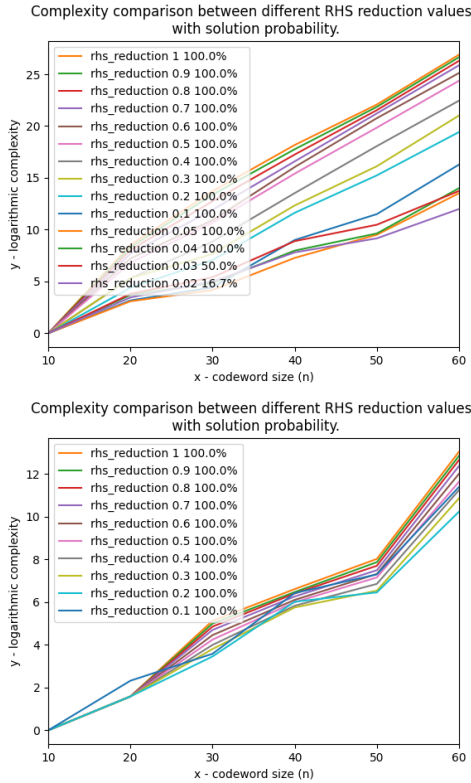 Complexity comparison between different RHS reduction values
with solution probability.
25
20
15
10
5
0
y - logarithmic complexity
rhs_reduction 1 100.0%
rhs_reduction 0.9 100.0%
rhs_reduction 0.8 100.0%
rhs_reduction 0.7 100.0%
rhs_reduction 0.6 100.0%
rhs_reduction 0.5 100.0%
rhs_reduction 0.4 100.0%
rhs_reduction 0.3 100.0%
rhs_reduction 0.2 100.0%
rhs_reduction 0.1 100.0%
rhs_reduction 0.05 100.0%
rhs_reduction 0.04 100.0%
rhs_reduction 0.03 50.0%
rhs_reduction 0.02 16.7%
10 20 30 40 50 60
x - codeword size (n)
Complexity comparison between different RHS reduction values
with solution probability.
12
10
8
6
4
2
0
y - logarithmic complexity
rhs_reduction 1 100.0%
rhs_reduction 0.9 100.0%
rhs_reduction 0.8 100.0%
rhs_reduction 0.7 100.0%
rhs_reduction 0.6 100.0%
rhs_reduction 0.5 100.0%
rhs_reduction 0.4 100.0%
rhs_reduction 0.3 100.0%
rhs_reduction 0.2 100.0%
rhs_reduction 0.1 100.0%
10 20 30 40 50 60
x - codeword size (n)